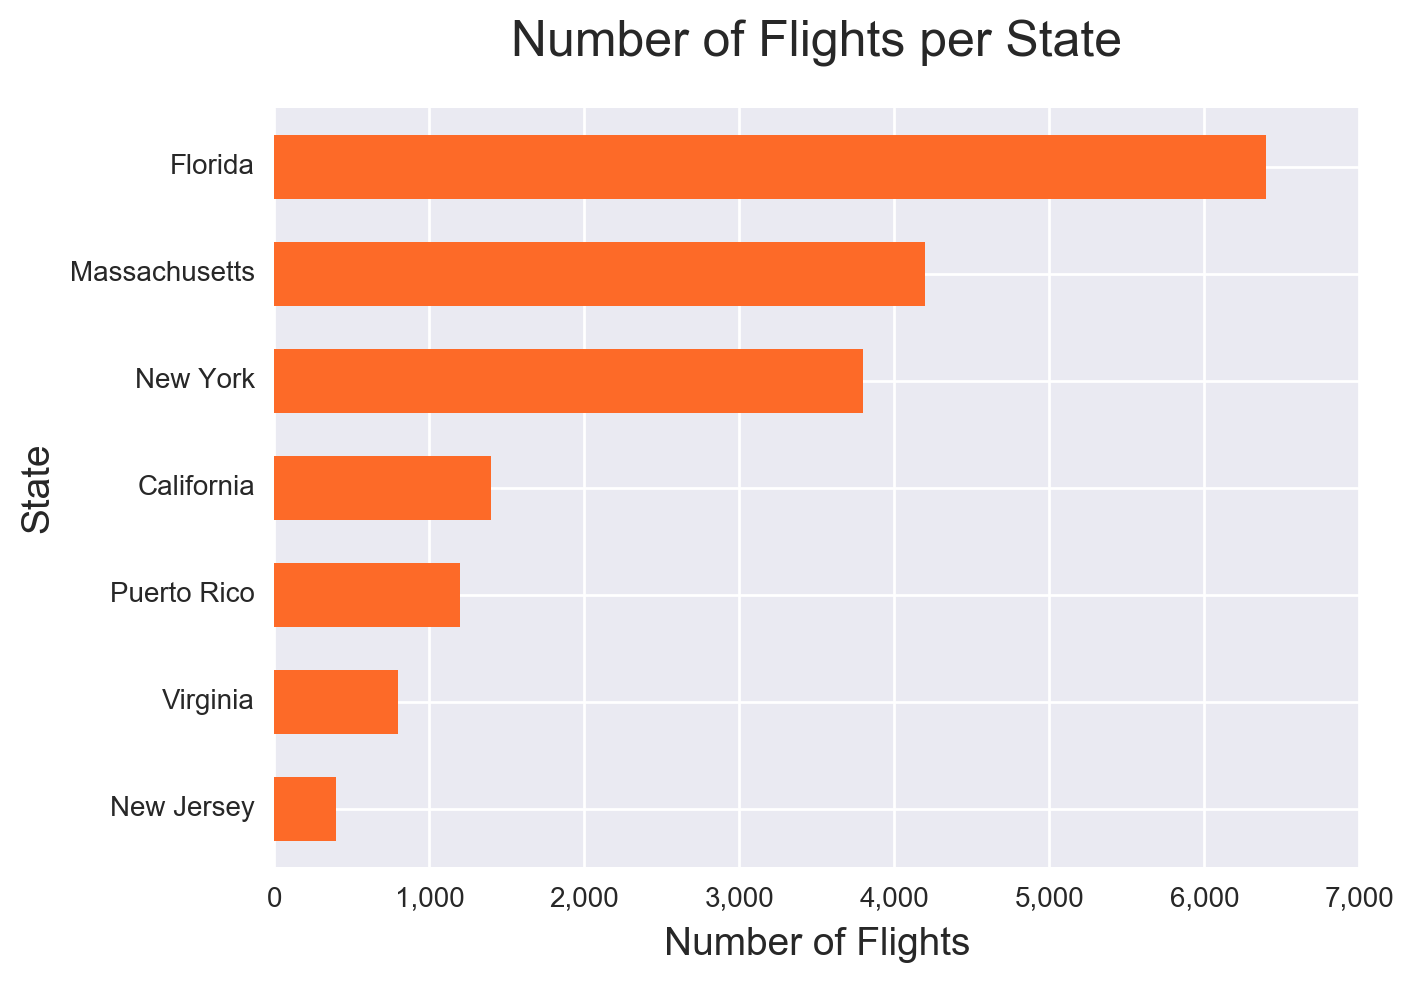 Number of Flights per State
State
Florida
Massachusetts
New York
California
Puerto Rico
Virginia
New Jersey
0 1,000 2,000 3,000 4,000 5,000 6,000 7,000
Number of Flights